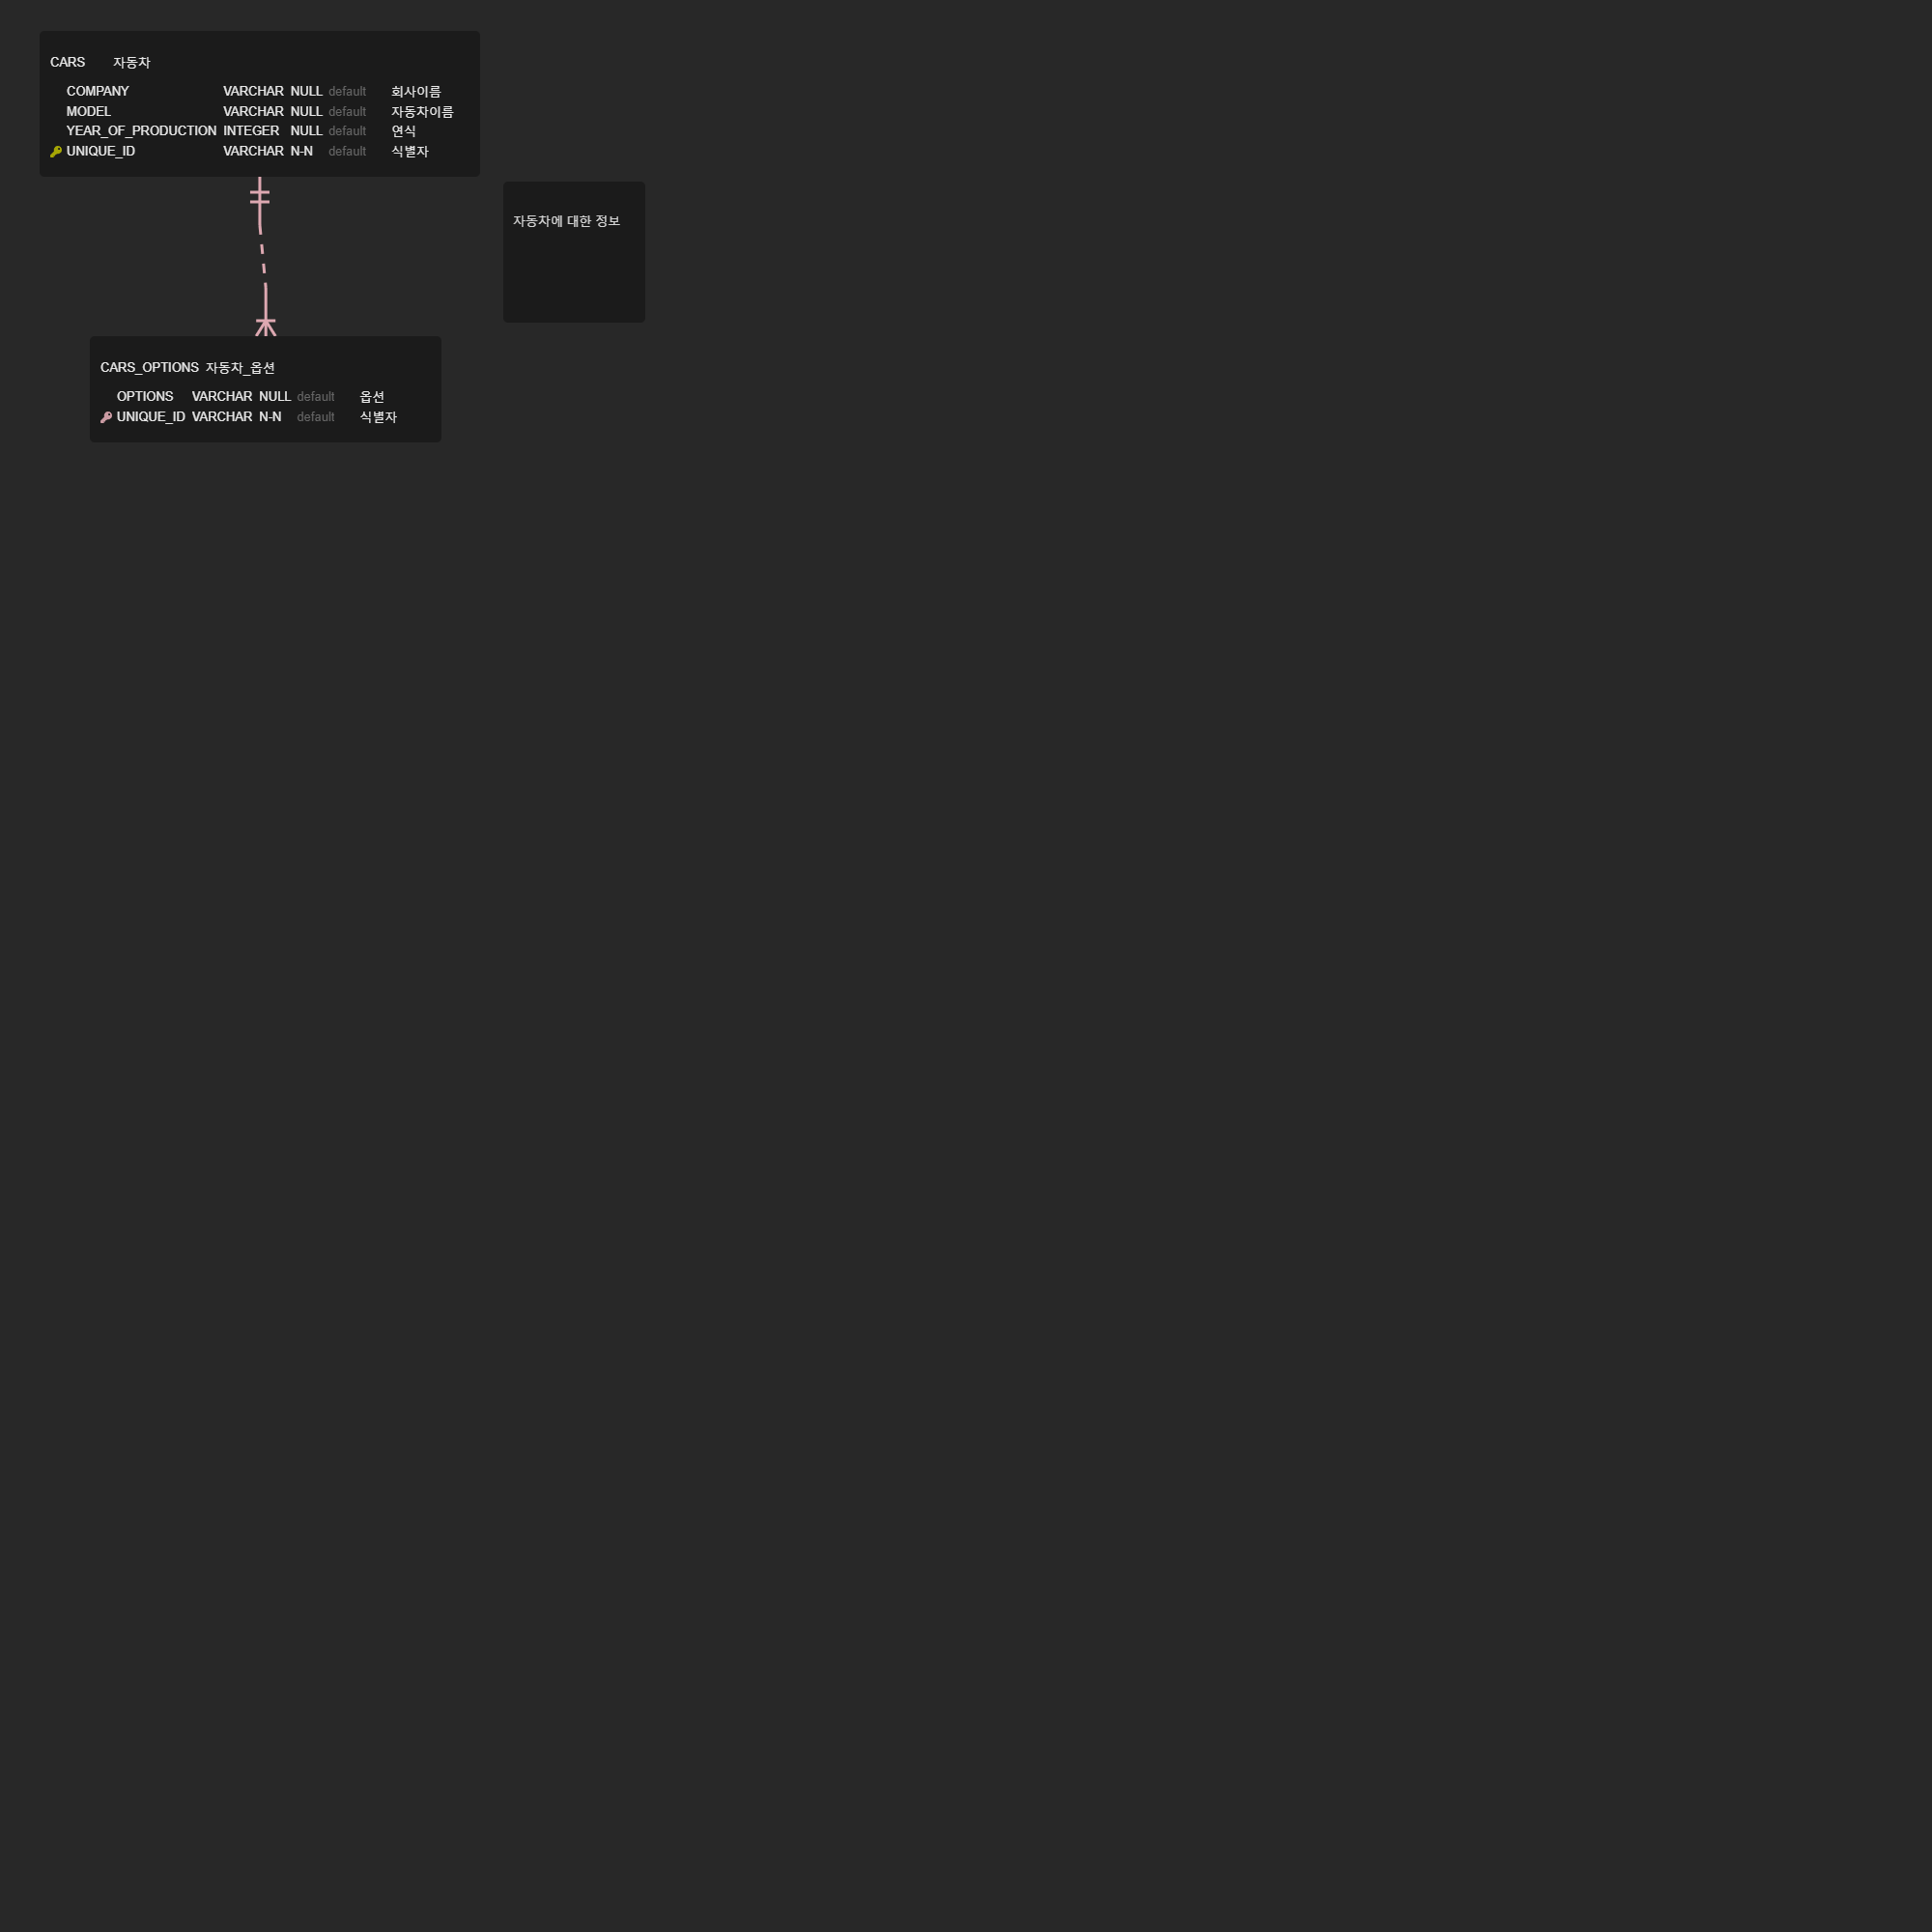 CARS 자동차
COMPANY VARCHAR NULL default 회사이름
MODEL VARCHAR NULL default 자동차이름
YEAR_OF_PRODUCTION INTEGER NULL default 연식
UNIQUE_ID VARCHAR N-N default 식별자
자동차에 대한 정보
CARS_OPTIONS 자동차_옵션
OPTIONS VARCHAR NULL default 옵션
UNIQUE_ID VARCHAR N-N default 식별자